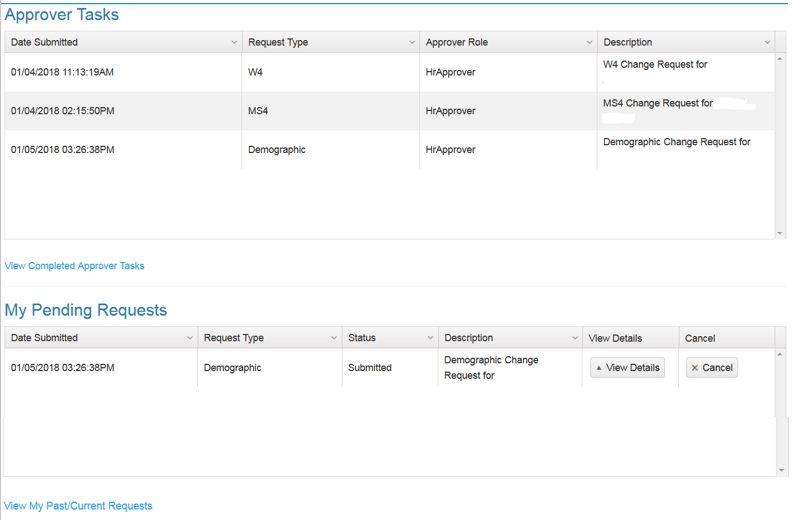 Approver Tasks
Date Submitted Request Type Approver Role Description
01/04/2018 11:13:19AM W4 HrApprover W4 Change Request for
01/04/2018 02:15:50PM MS4 HrApprover MS4 Change Request for
01/05/2018 03:26:38PM Demographic HrApprover Demographic Change Request for
View Completed Approver Tasks
My Pending Requests
Date Submitted Request Type Status Description View Details Cancel
01/05/2018 03:26:38PM Demographic Submitted Demographic Change View Details Cancel
Request for
View My Past/Current Requests